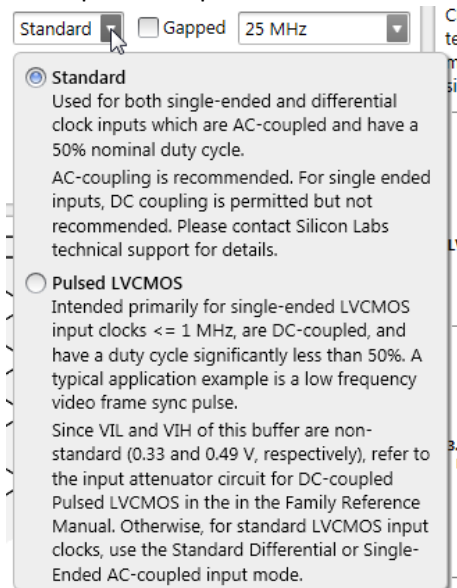 Standard Gapped 25 MHz
Standard
Used for both single-ended and differential
clock inputs which are AC-coupled and have a
50% nominal duty cycle.
AC-coupling is recommended. For single ended
inputs, DC coupling is permitted but not
recommended. Please contact Silicon Labs
technical support for details.
Pulsed LVCMOS
Intended primarily for single-ended LVCMOS
input clocks <= 1 MHz, are DC-coupled, and
have a duty cycle significantly less than 50%. A
typical application example is a low frequency
video frame sync pulse.
Since VIL and VIH of this buffer are non-
standard (0.33 and 0.49 V, respectively), refer to
the input attenuator circuit for DC-coupled
Pulsed LVCMOS in the in the Family Reference
Manual. Otherwise, for standard LVCMOS input
clocks, use the Standard Differential or Single-
Ended AC-coupled input mode.